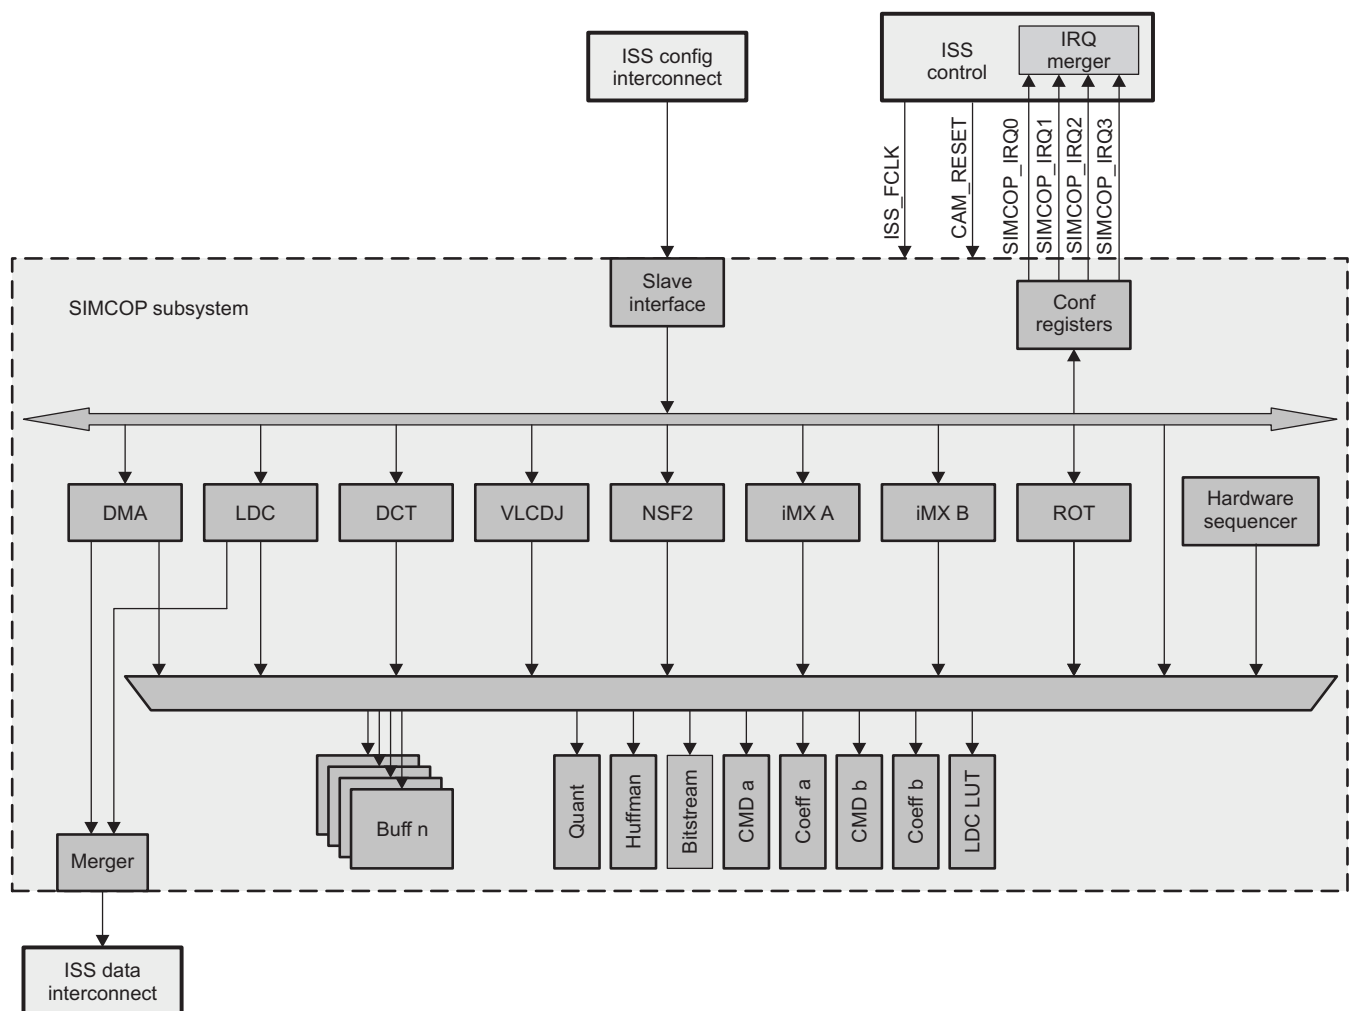 ISS config
interconnect
ISS
control
IRQ
merger
ISS_FCLK
CAM_RESET
SIMCOP_IRQ0
SIMCOP_IRQ1
SIMCOP_IRQ2
SIMCOP_IRQ3
SIMCOP subsystem
Slave
interface
Conf
registers
DMA
LDC
DCT
VLCDJ
NSF2
iMX A
iMX B
ROT
Hardware
sequencer
Buff n
Quant
Huffman
Bitstream
CMD a
Coeff a
CMD b
Coeff b
LDC LUT
Merger
ISS data
interconnect